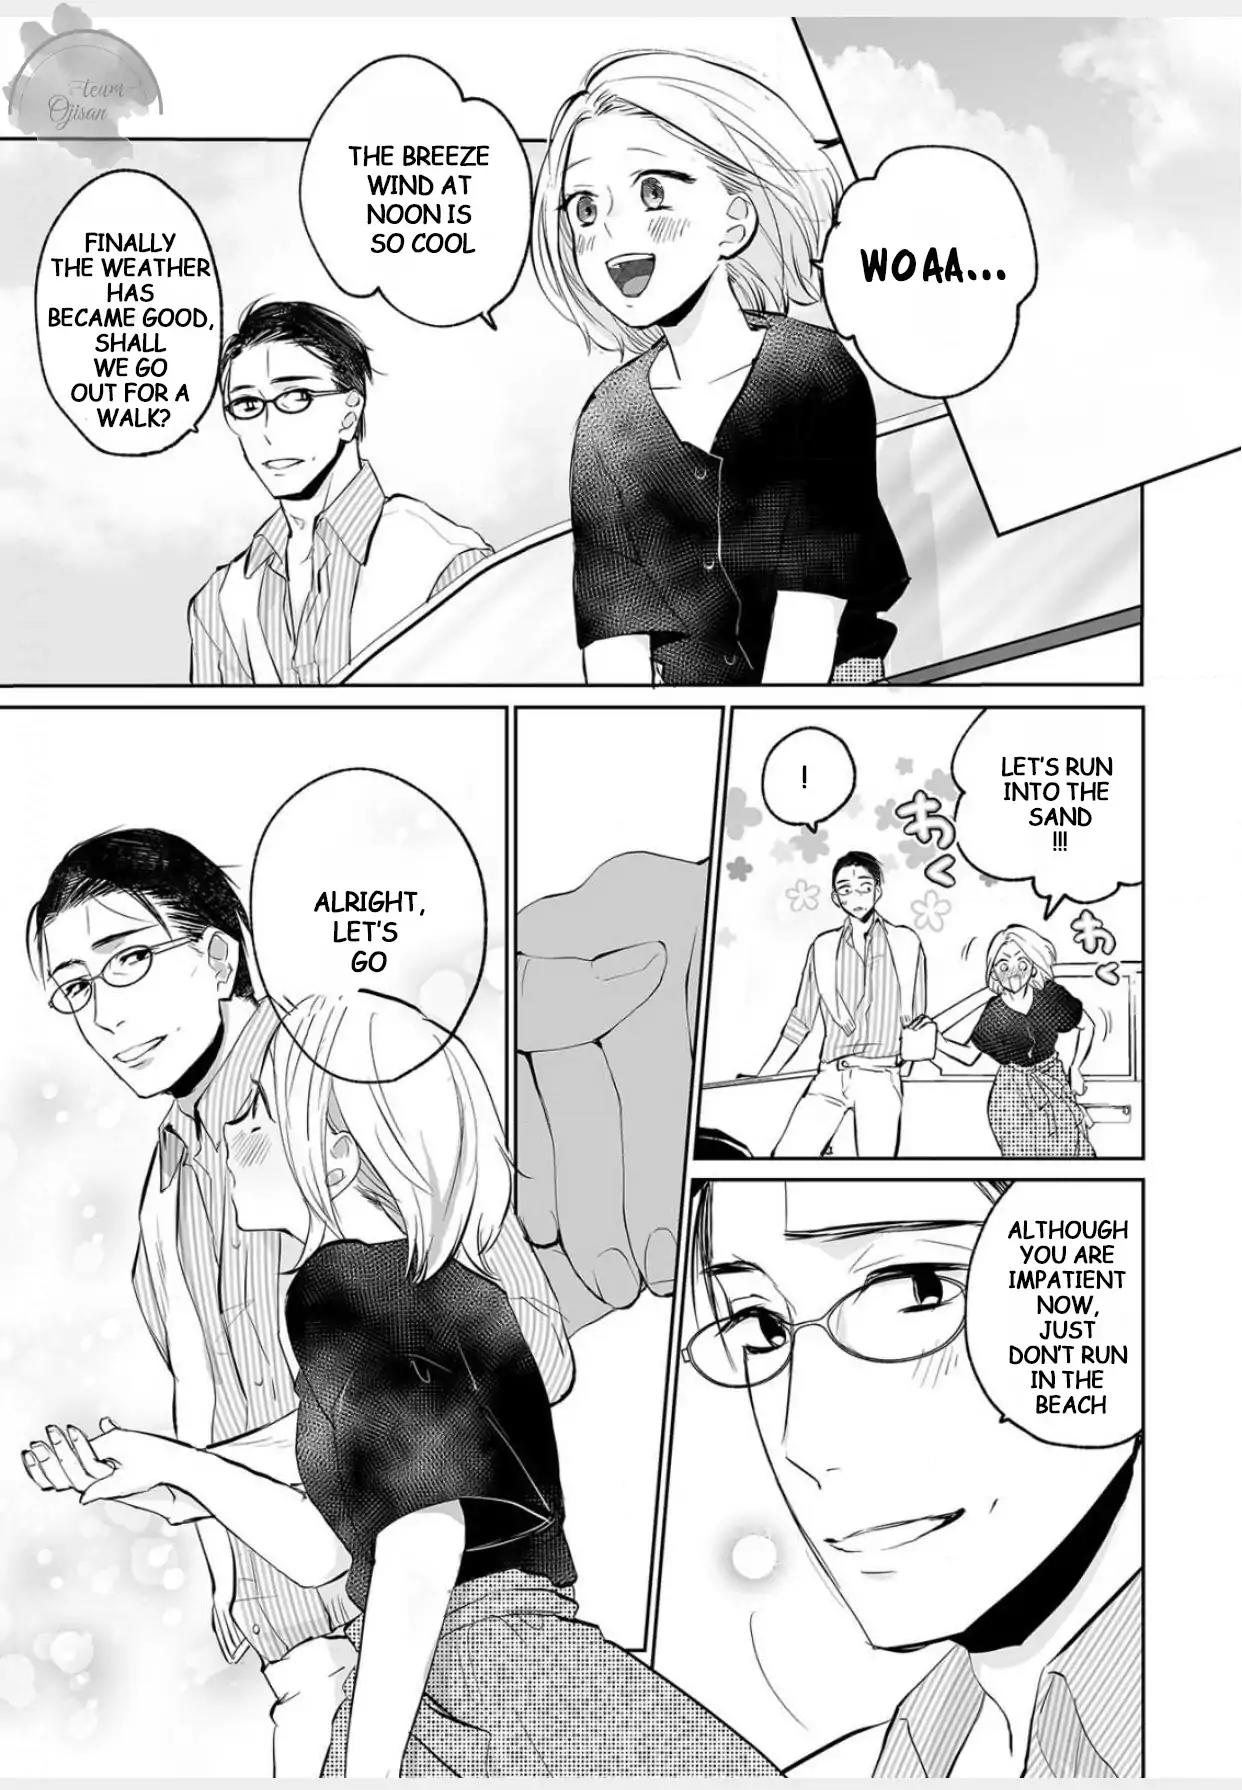 WOAA...
THE BREEZE
WIND AT
NOON IS
SO COOL
FINALLY
THE WEATHER
HAS
BECAME GOOD,
SHALL
WE GO
OUT FOR A
WALK?
LET'S RUN
INTO THE
SAND
!!!
わく
わく
!
ALTHOUGH
YOU ARE
IMPATIENT
NOW,
JUST
DON'T RUN
IN THE
BEACH
ALRIGHT,
LET'S
GO
team
Ojisan